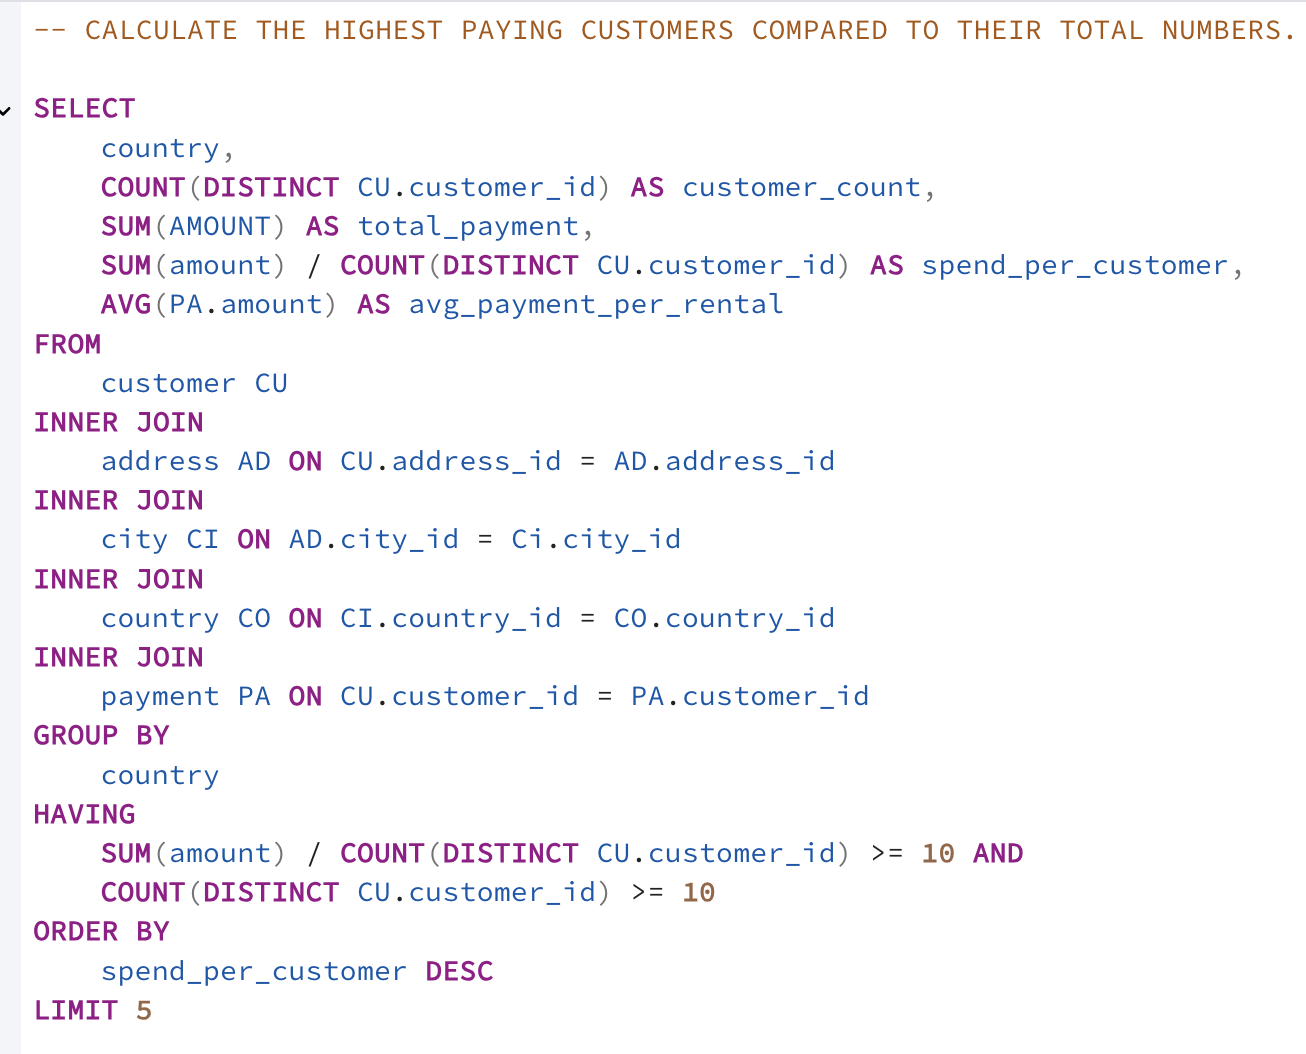 -- CALCULATE THE HIGHEST PAYING CUSTOMERS COMPARED TO THEIR TOTAL NUMBERS.
SELECT
country,
COUNT(DISTINCT CU.customer_id) AS customer_count,
SUM(AMOUNT) AS total_payment,
SUM(amount) / COUNT(DISTINCT CU.customer_id) AS spend_per_customer,
AVG(PA.amount) AS avg_payment_per_rental
FROM
customer CU
INNER JOIN
address AD ON CU.address_id = AD.address_id
INNER JOIN
city CI ON AD.city_id = Ci.city_id
INNER JOIN
country CO ON CI.country_id = CO.country_id
INNER JOIN
payment PA ON CU.customer_id = PA.customer_id
GROUP BY
country
HAVING
SUM(amount) / COUNT(DISTINCT CU.customer_id) >= 10 AND
COUNT(DISTINCT CU.customer_id) >= 10
ORDER BY
spend_per_customer DESC
LIMIT 5